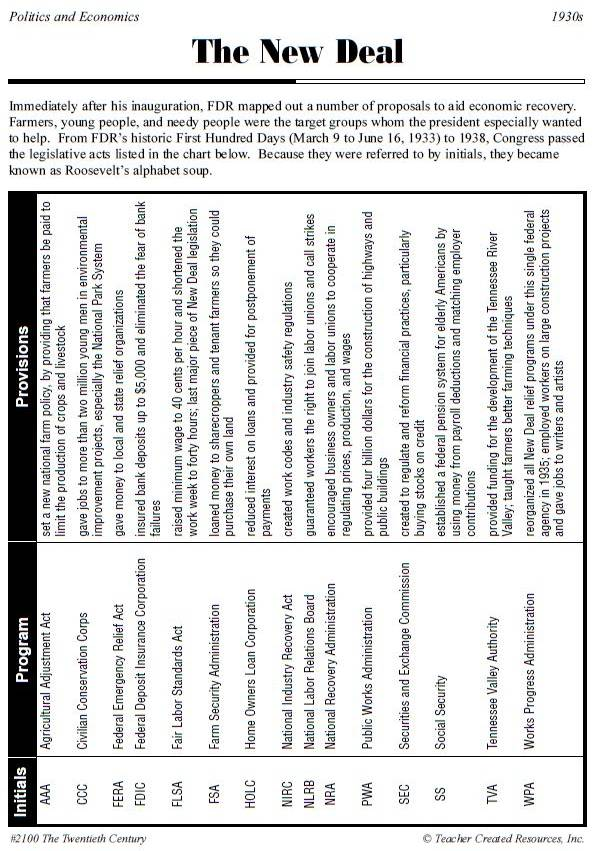 Politics and Economics
1930s
The New Deal
Immediately after his inauguration, FDR mapped out a number of proposals to aid economic recovery.
Farmers, young people, and needy people were the target groups whom the president especially wanted
to help. From FDR's historic First Hundred Days (March 9 to June 16, 1933) to 1938, Congress passed
the legislative acts listed in the chart below. Because they were referred to by initials, they became
known as Roosevelt's alphabet soup.
Initials
Program
Provisions
AAA
Agricultural Adjustment Act
set a new national farm policy, by providing that farmers be paid to
limit the production of crops and livestock
CCC
Civilian Conservation Corps
gave jobs to more than two million young men in environmental
improvement projects, especially the National Park System
FERA
Federal Emergency Relief Act
gave money to local and state relief organizations
FDIC
Federal Deposit Insurance Corporation
insured bank deposits up to $5,000 and eliminated the fear of bank
failures
FLSA
Fair Labor Standards Act
raised minimum wage to 40 cents per hour and shortened the
work week to forty hours; last major piece of New Deal legislation
FSA
Farm Security Administration
loaned money to sharecroppers and tenant farmers so they could
purchase their own land
HOLC
Home Owners Loan Corporation
reduced interest on loans and provided for postponement of
payments
NIRC
National Industry Recovery Act
created work codes and industry safety regulations
NLRB
National Labor Relations Board
guaranteed workers the right to join labor unions and call strikes
NRA
National Recovery Administration
encouraged business owners and labor unions to cooperate in
regulating prices, production, and wages
PWA
Public Works Administration
provided four billion dollars for the construction of highways and
public buildings
SEC
Securities and Exchange Commission
created to regulate and reform financial practices, particularly
buying stocks on credit
SS
Social Security
established a federal pension system for elderly Americans by
using money from payroll deductions and matching employer
contributions
TVA
Tennessee Valley Authority
provided funding for the development of the Tennessee River
Valley; taught farmers better farming techniques
WPA
Works Progress Administration
reorganized all New Deal relief programs under this single federal
agency in 1935; employed workers on large construction projects
and gave jobs to writers and artists
#2100 The Twentieth Century
© Teacher Created Resources, Inc.